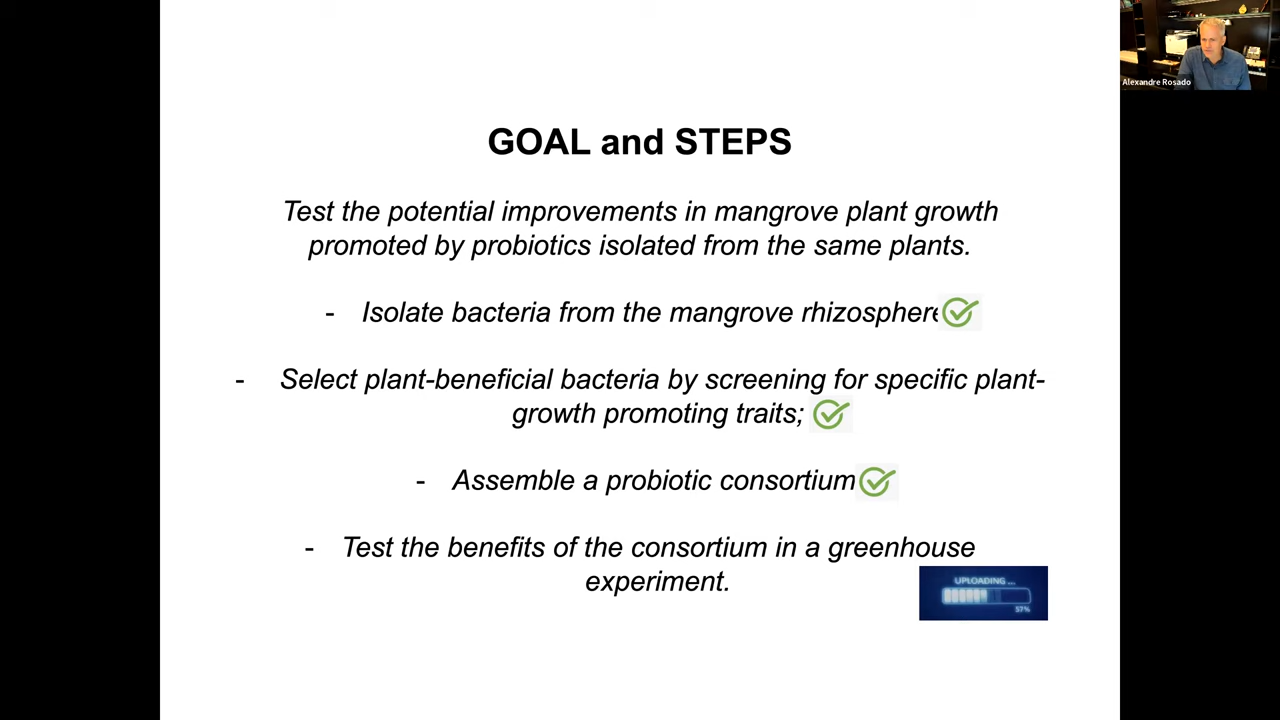 Alexandre Rosado
GOAL and STEPS
Test the potential improvements in mangrove plant growth
promoted by probiotics isolated from the same plants.
- Isolate bacteria from the mangrove rhizosphere
- Select plant-beneficial bacteria by screening for specific plant-
growth promoting traits;
- Assemble a probiotic consortium
- Test the benefits of the consortium in a greenhouse
experiment.
UPLOADING ...
57%